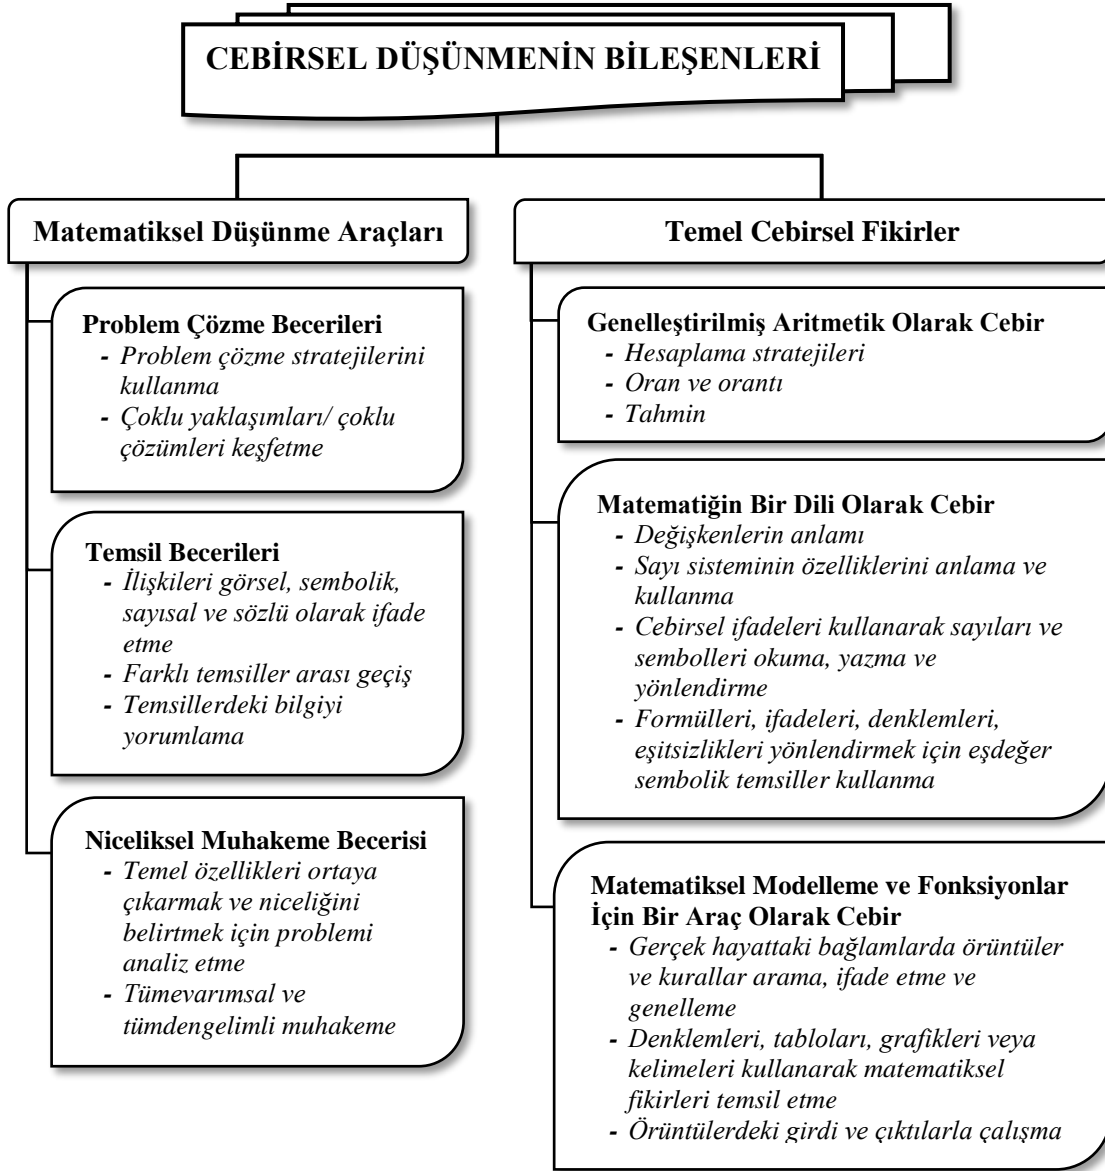 CEBİRSEL DÜŞÜNMENİN BİLEŞENLERİ
Matematiksel Düşünme Araçları
Problem Çözme Becerileri
- Problem çözme stratejilerini
kullanma
- Çoklu yaklaşımları/ çoklu
çözümleri keşfetme
Temsil Becerileri
- İlişkileri görsel, sembolik,
sayısal ve sözlü olarak ifade
etme
- Farklı temsiller arası geçiş
- Temsillerdeki bilgiyi
yorumlama
Niceliksel Muhakeme Becerisi
- Temel özellikleri ortaya
çıkarmak ve niceliğini
belirtmek için problemi
analiz etme
- Tümevarımsal ve
tümdengelimli muhakeme
Temel Cebirsel Fikirler
Genelleştirilmiş Aritmetik Olarak Cebir
- Hesaplama stratejileri
- Oran ve orantı
- Tahmin
Matematiğin Bir Dili Olarak Cebir
- Değişkenlerin anlamı
- Sayı sisteminin özelliklerini anlama ve
kullanma
- Cebirsel ifadeleri kullanarak sayıları ve
sembolleri okuma, yazma ve
yönlendirme
- Formülleri, ifadeleri, denklemleri,
eşitsizlikleri yönlendirmek için eşdeğer
sembolik temsiller kullanma
Matematiksel Modelleme ve Fonksiyonlar
İçin Bir Araç Olarak Cebir
- Gerçek hayattaki bağlamlarda örüntüler
ve kurallar arama, ifade etme ve
genelleme
- Denklemleri, tabloları, grafikleri veya
kelimeleri kullanarak matematiksel
fikirleri temsil etme
- Örüntülerdeki girdi ve çıktılarla çalışma